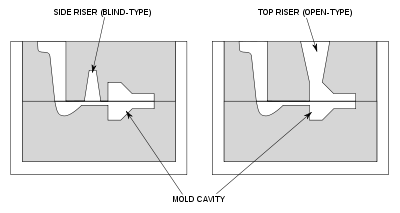 SIDE RISER (BLIND-TYPE)
TOP RISER (OPEN-TYPE)
MOLD CAVITY